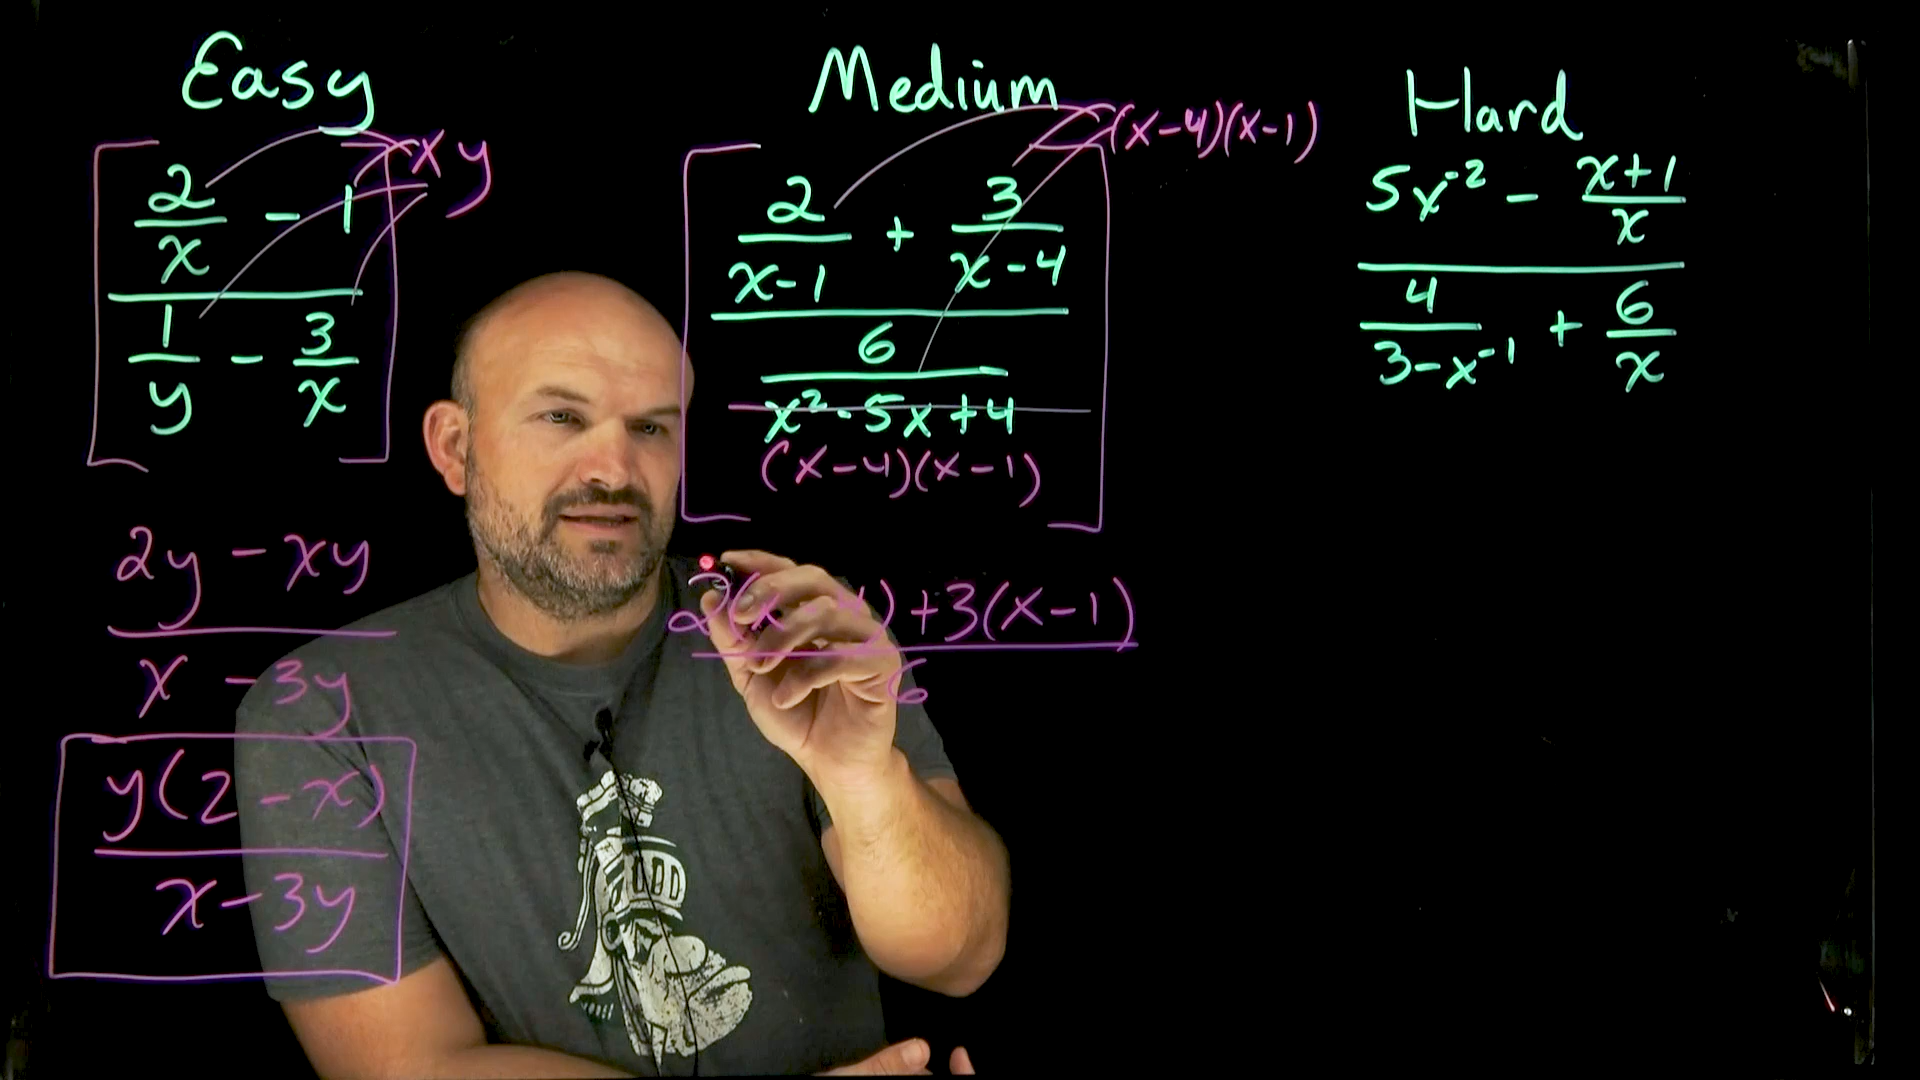 Easy
xy
2/x - 1
1/y - 3/x
2y - xy
x - 3y
y(2 - x)
x - 3y
Medium
(x-4)(x-1)
2/(x-1) + 3/(x-4)
6
x² - 5x + 4
(x-4)(x-1)
2(x - ) + 3(x-1)
6
Hard
5x⁻² - (x+1)/x
4/(3-x⁻¹) + 6/x